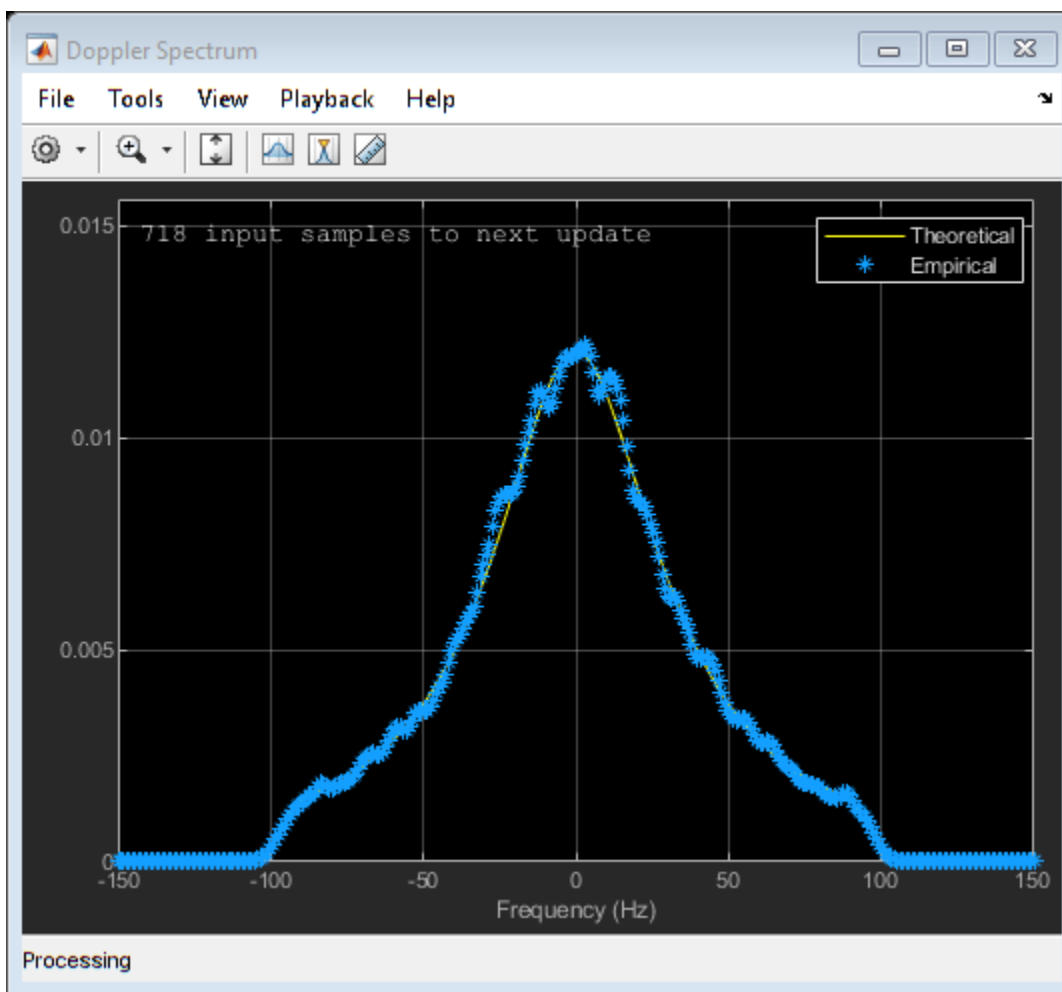 Doppler Spectrum
File Tools View Playback Help
718 input samples to next update
Theoretical
Empirical
0.015
0.01
0.005
0
-150 -100 -50 0 50 100 150
Frequency (Hz)
Processing